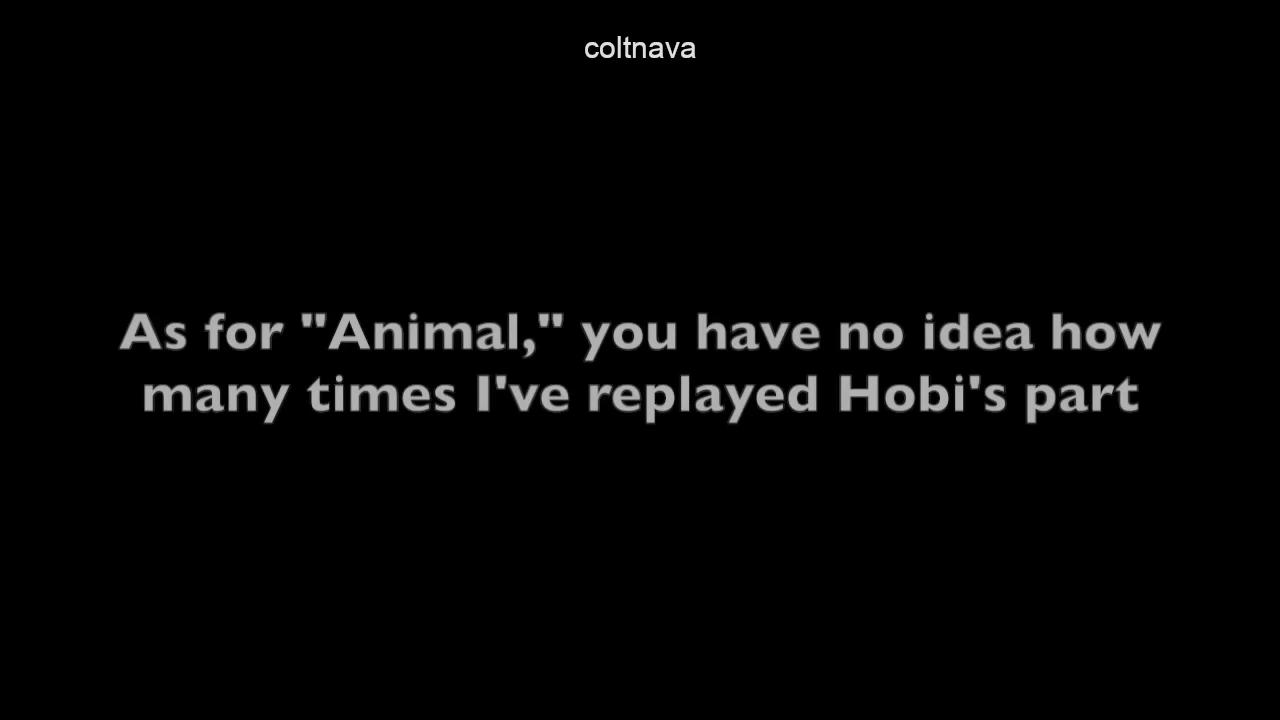 coltnava
As for "Animal," you have no idea how
many times I've replayed Hobi's part